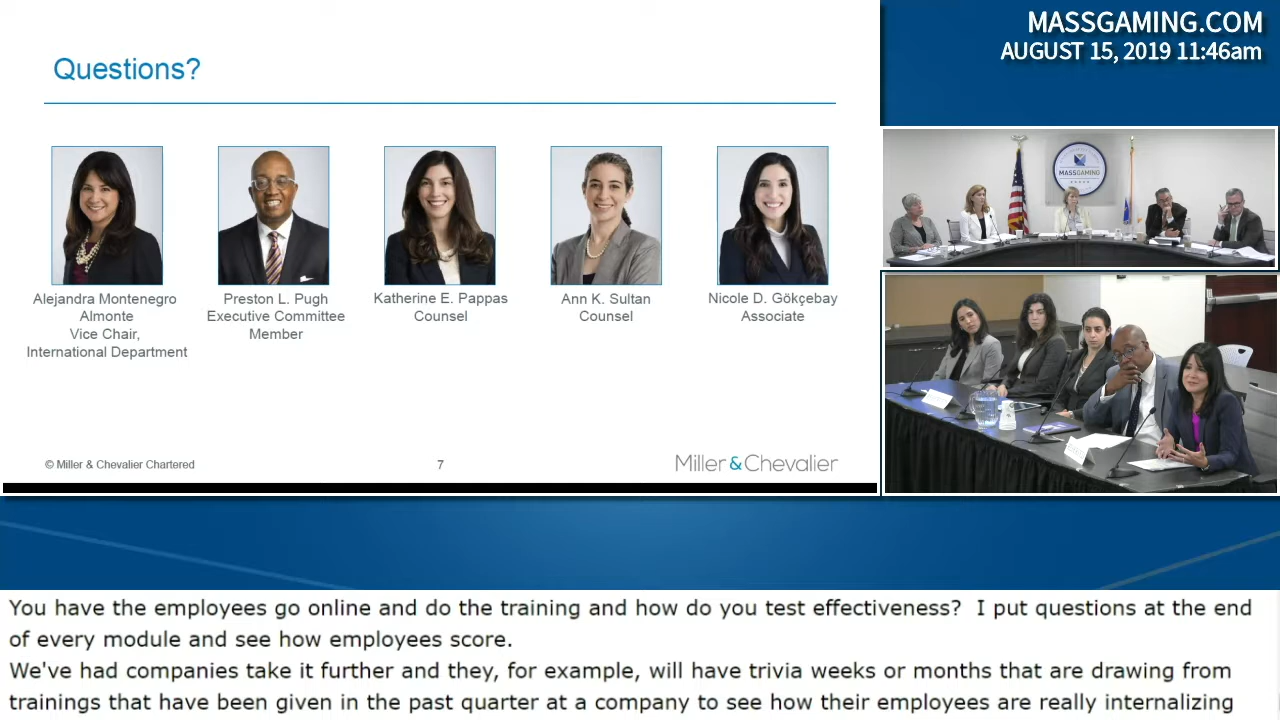 MASSGAMING.COM
AUGUST 15, 2019 11:46am
Questions?
Alejandra Montenegro
Almonte
Vice Chair,
International Department
Preston L. Pugh
Executive Committee
Member
Katherine E. Pappas
Counsel
Ann K. Sultan
Counsel
Nicole D. Gökçebay
Associate
© Miller & Chevalier Chartered
7
Miller&Chevalier
MASSGAMING
You have the employees go online and do the training and how do you test effectiveness?  I put questions at the end
of every module and see how employees score.
We've had companies take it further and they, for example, will have trivia weeks or months that are drawing from
trainings that have been given in the past quarter at a company to see how their employees are really internalizing